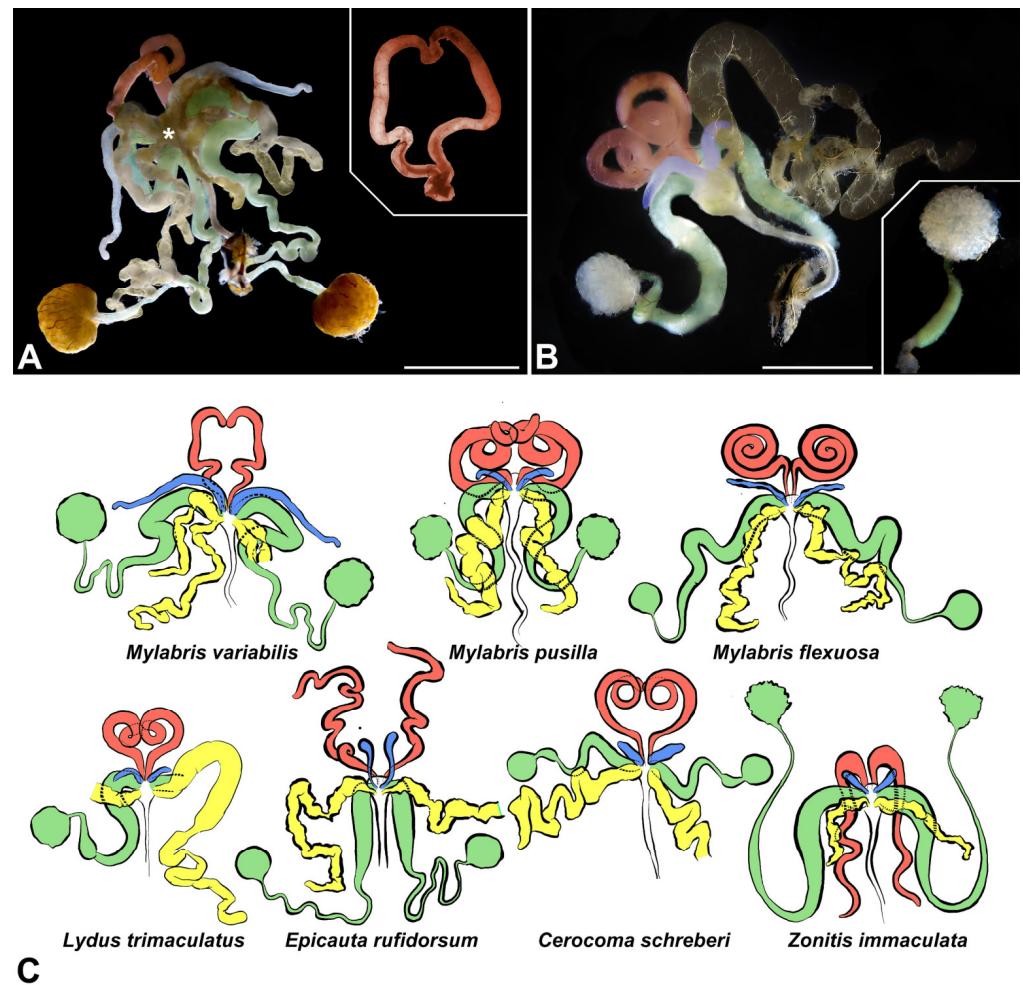 *
A
B
Mylabris variabilis
Mylabris pusilla
Mylabris flexuosa
Lydus trimaculatus
Epicauta rufidorsum
Cerocoma schreberi
Zonitis immaculata
C